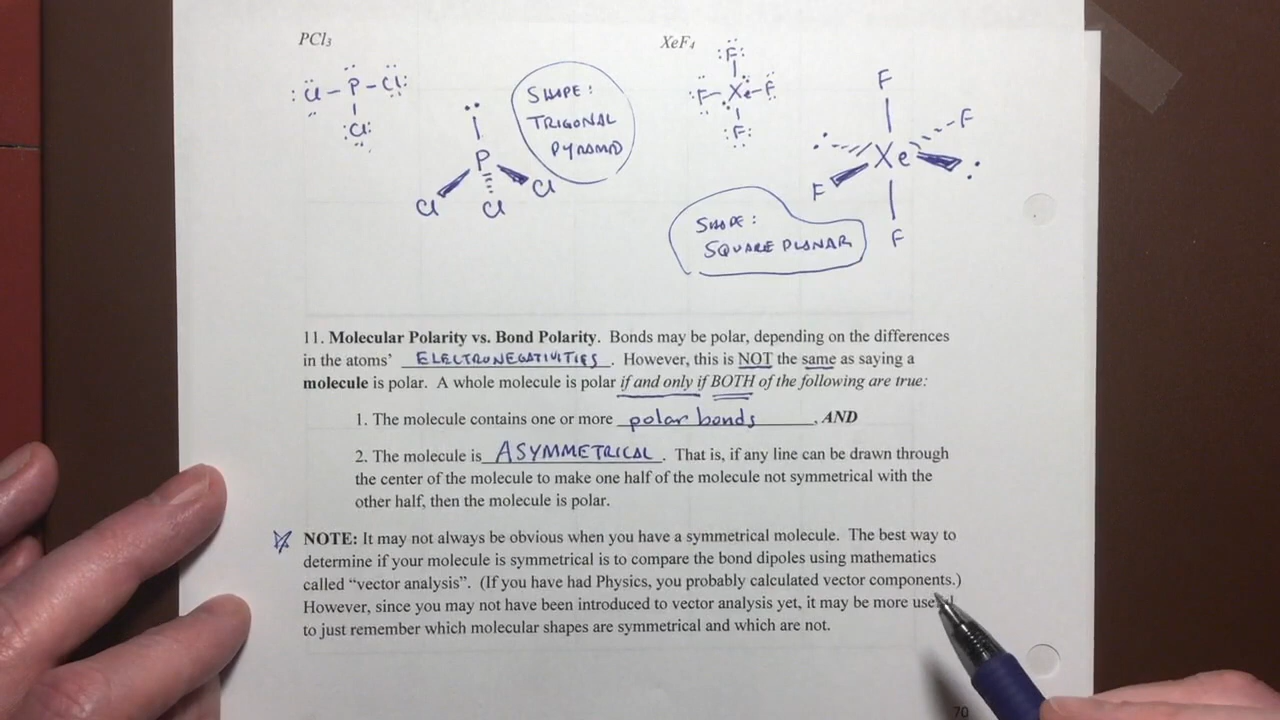 PCl₃
XeF₄
:Cl – P – Cl:
Cl:
SHAPE:
TRIGONAL
PYRAMID
P
Cl
Cl
Cl
:F:
:F – Xe – F:
:F:
F
F
Xe
F
F
SHAPE:
SQUARE PLANAR
11. Molecular Polarity vs. Bond Polarity. Bonds may be polar, depending on the differences
in the atoms' ELECTRONEGATIVITIES. However, this is NOT the same as saying a
molecule is polar. A whole molecule is polar if and only if BOTH of the following are true:
1. The molecule contains one or more polar bonds, AND
2. The molecule is ASYMMETRICAL. That is, if any line can be drawn through
the center of the molecule to make one half of the molecule not symmetrical with the
other half, then the molecule is polar.
NOTE: It may not always be obvious when you have a symmetrical molecule. The best way to
determine if your molecule is symmetrical is to compare the bond dipoles using mathematics
called "vector analysis". (If you have had Physics, you probably calculated vector components.)
However, since you may not have been introduced to vector analysis yet, it may be more useful
to just remember which molecular shapes are symmetrical and which are not.
70